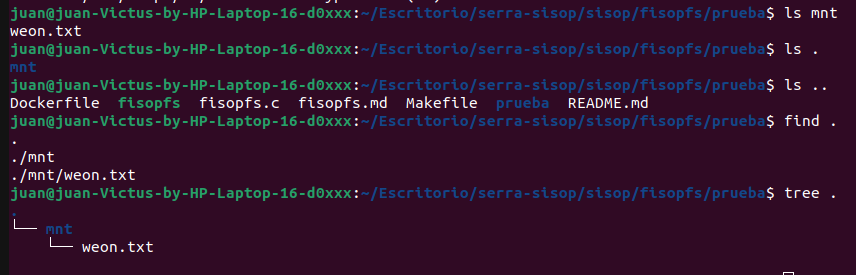 juan@juan-Victus-by-HP-Laptop-16-d0xxx:~/Escritorio/serra-sisop/sisop/fisopfs/prueba$ ls mnt
weon.txt
juan@juan-Victus-by-HP-Laptop-16-d0xxx:~/Escritorio/serra-sisop/sisop/fisopfs/prueba$ ls .
mnt
juan@juan-Victus-by-HP-Laptop-16-d0xxx:~/Escritorio/serra-sisop/sisop/fisopfs/prueba$ ls ..
Dockerfile  fisopfs  fisopfs.c  fisopfs.md  Makefile  prueba  README.md
juan@juan-Victus-by-HP-Laptop-16-d0xxx:~/Escritorio/serra-sisop/sisop/fisopfs/prueba$ find .
.
./mnt
./mnt/weon.txt
juan@juan-Victus-by-HP-Laptop-16-d0xxx:~/Escritorio/serra-sisop/sisop/fisopfs/prueba$ tree .
.
└── mnt
    └── weon.txt